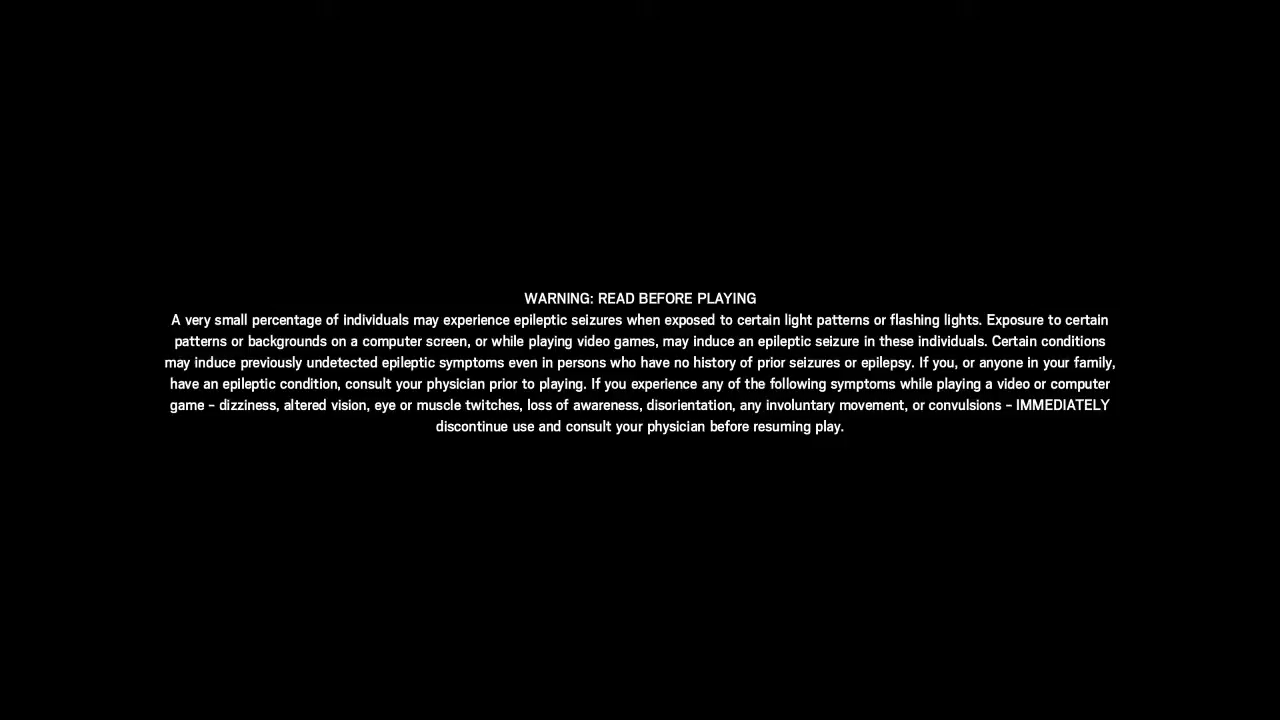 WARNING: READ BEFORE PLAYING
A very small percentage of individuals may experience epileptic seizures when exposed to certain light patterns or flashing lights. Exposure to certain
patterns or backgrounds on a computer screen, or while playing video games, may induce an epileptic seizure in these individuals. Certain conditions
may induce previously undetected epileptic symptoms even in persons who have no history of prior seizures or epilepsy. If you, or anyone in your family,
have an epileptic condition, consult your physician prior to playing. If you experience any of the following symptoms while playing a video or computer
game – dizziness, altered vision, eye or muscle twitches, loss of awareness, disorientation, any involuntary movement, or convulsions – IMMEDIATELY
discontinue use and consult your physician before resuming play.